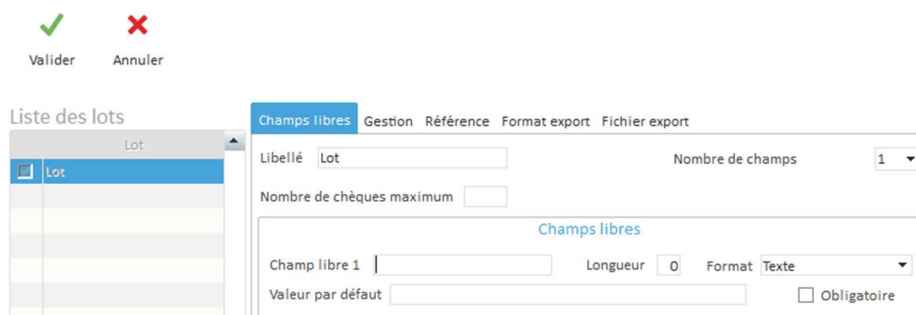 Valider Annuler
Liste des lots
Lot
Lot
Champs libres Gestion Référence Format export Fichier export
Libellé Lot Nombre de champs 1
Nombre de chèques maximum
Champs libres
Champ libre 1 Longueur 0 Format Texte
Valeur par défaut Obligatoire